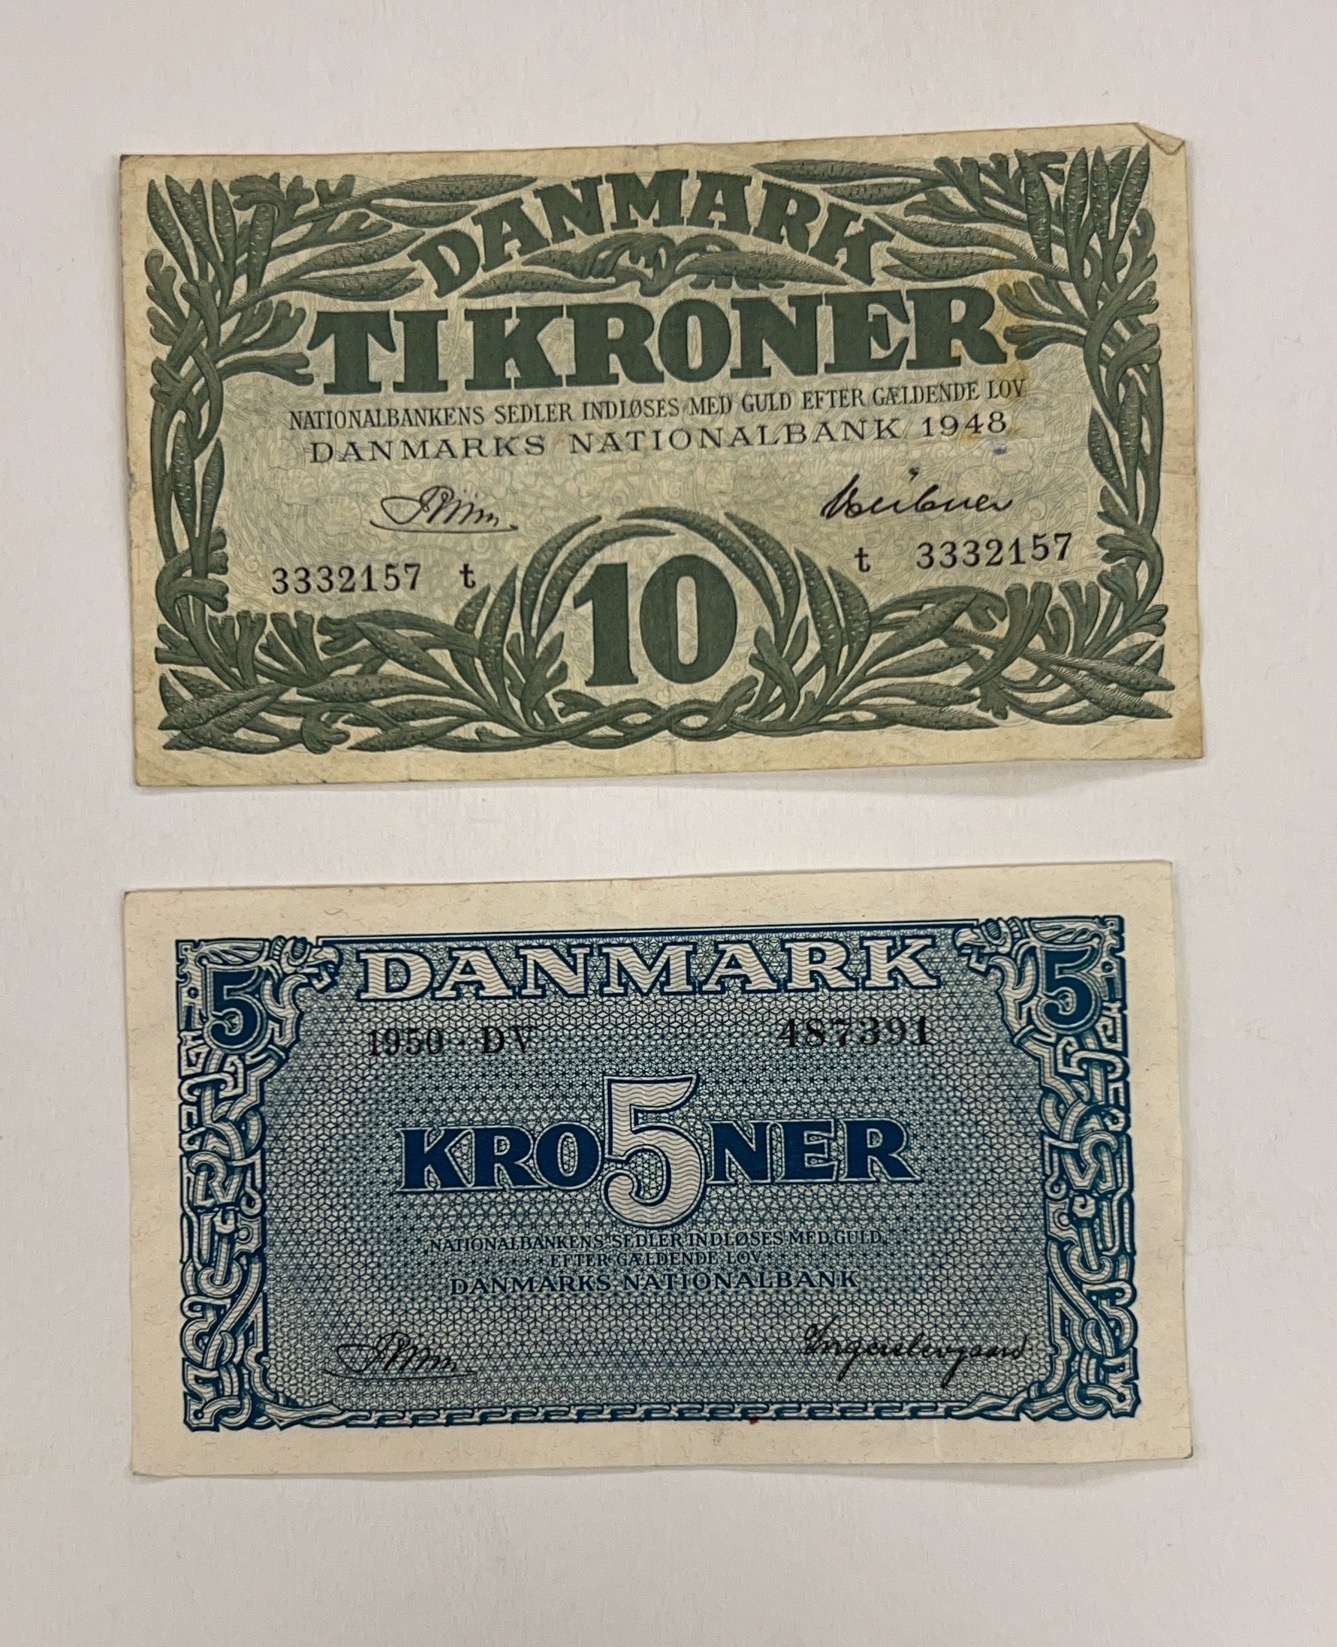 DANMARK
TI KRONER
NATIONALBANKENS SEDLER INDLØSES MED GULD EFTER GÆLDENDE LOV
DANMARKS NATIONALBANK 1948
3332157 t
t 3332157
10
5
DANMARK
5
1950 · DV
487391
KRO5NER
NATIONALBANKENS SEDLER INDLØSES MED GULD
EFTER GÆLDENDE LOV
DANMARKS NATIONALBANK
Ingerslevgaard